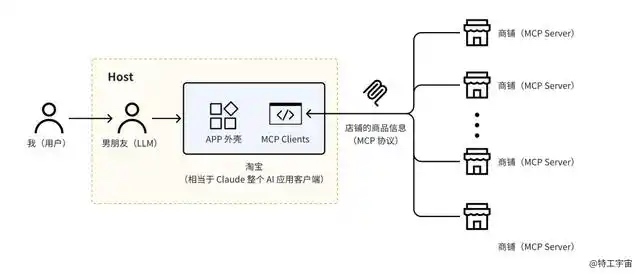 Host
我（用户）
男朋友（LLM）
APP 外壳
MCP Clients
淘宝
（相当于 Claude 整个 AI 应用客户端）
店铺的商品信息
（MCP 协议）
商铺（MCP Server）
商铺（MCP Server）
商铺（MCP Server）
商铺（MCP Server）
@特工宇宙